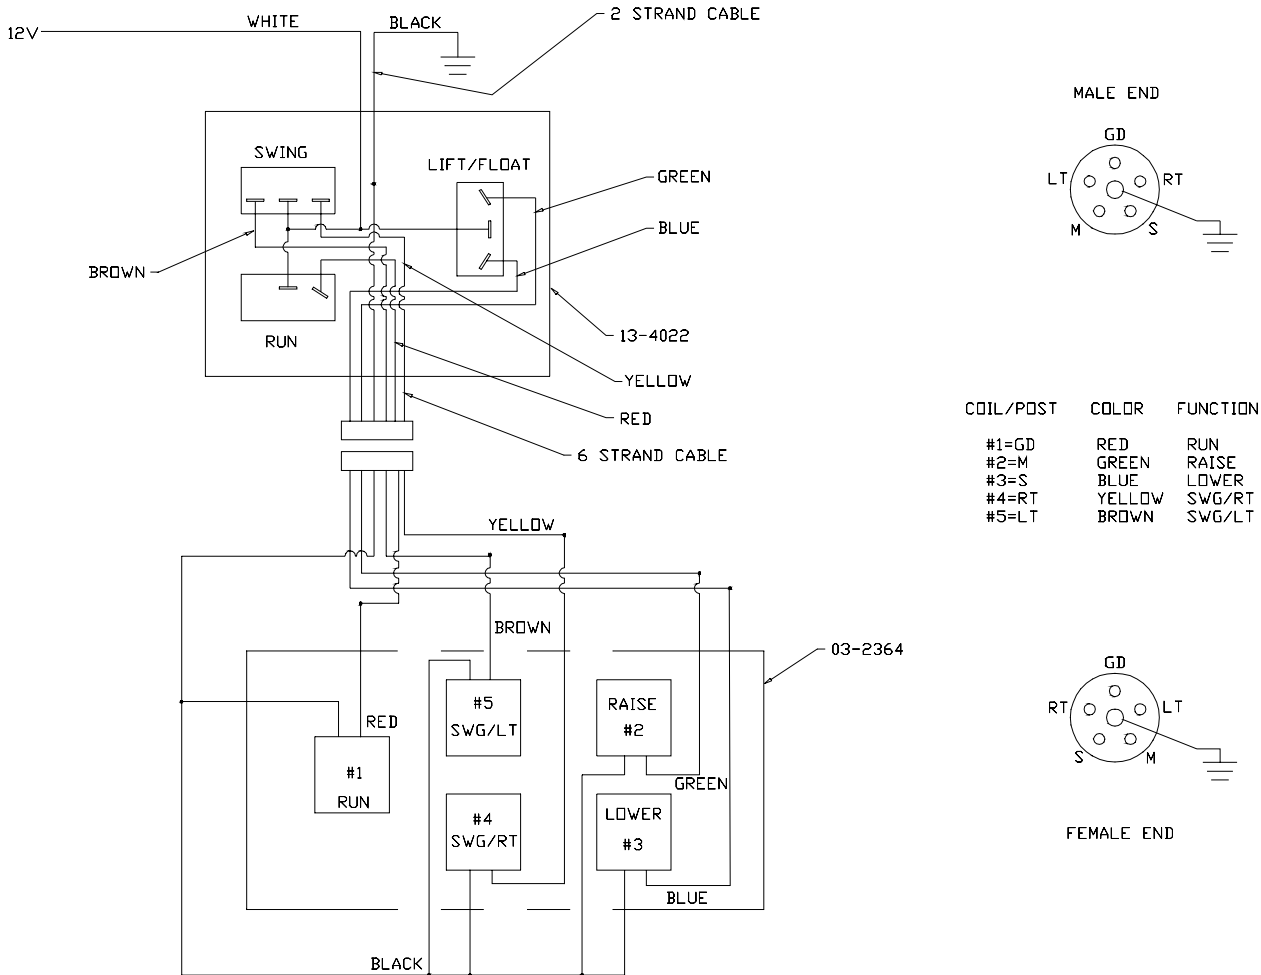 2 STRAND CABLE
WHITE
BLACK
12V
MALE END
GD
LT
RT
M
S
SWING
LIFT/FLOAT
GREEN
BLUE
BROWN
RUN
13-4022
YELLOW
RED
6 STRAND CABLE
COIL/POST COLOR FUNCTION
#1=GD RED RUN
#2=M GREEN RAISE
#3=S BLUE LOWER
#4=RT YELLOW SWG/RT
#5=LT BROWN SWG/LT
YELLOW
BROWN
03-2364
RED
#5
SWG/LT
RAISE
#2
#1
RUN
GREEN
#4
SWG/RT
LOWER
#3
BLUE
BLACK
GD
RT
LT
S
M
FEMALE END